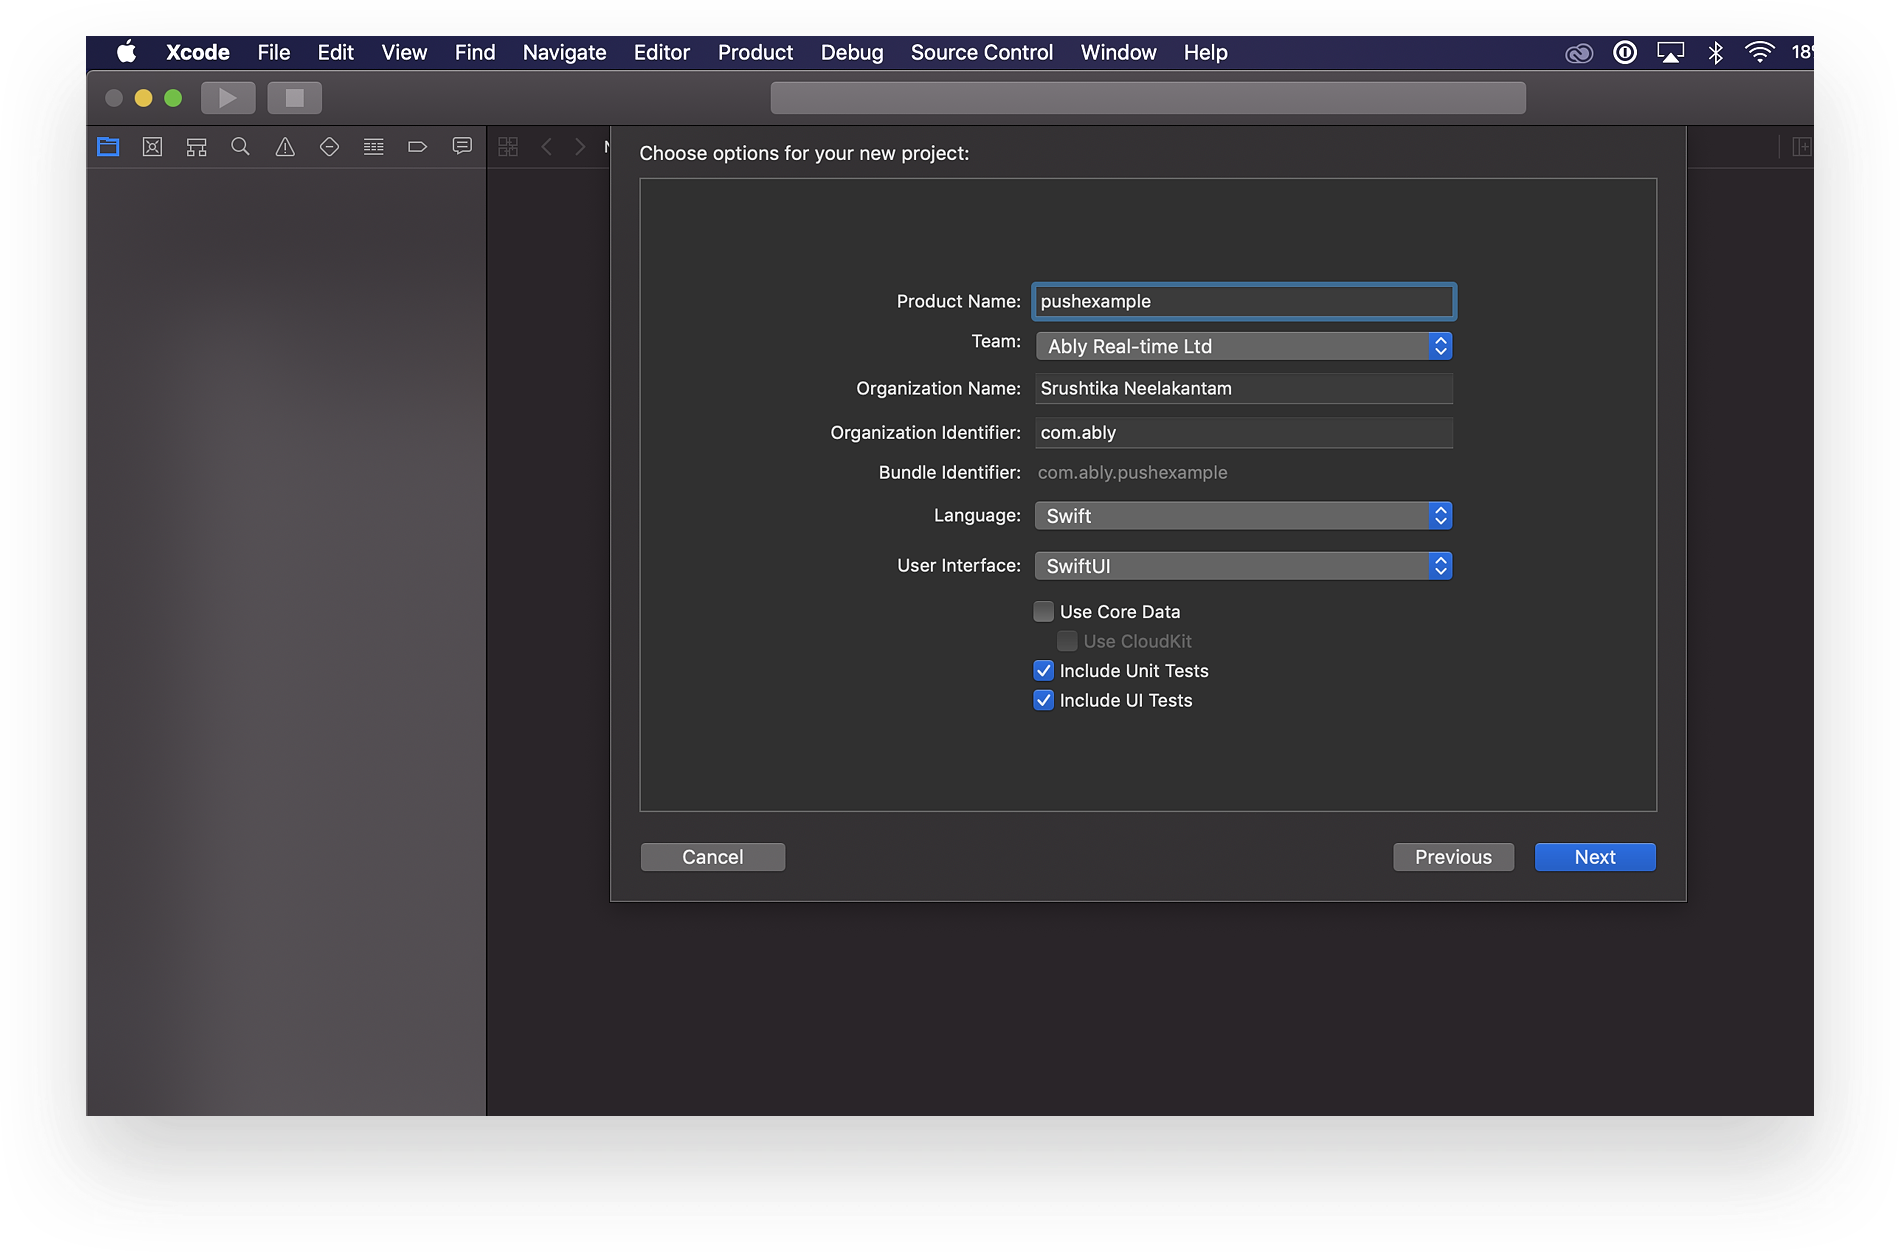 Xcode File Edit View Find Navigate Editor Product Debug Source Control Window Help
Choose options for your new project:
Product Name: pushexample
Team: Ably Real-time Ltd
Organization Name: Srushtika Neelakantam
Organization Identifier: com.ably
Bundle Identifier: com.ably.pushexample
Language: Swift
User Interface: SwiftUI
Use Core Data
Use CloudKit
Include Unit Tests
Include UI Tests
Cancel Previous Next